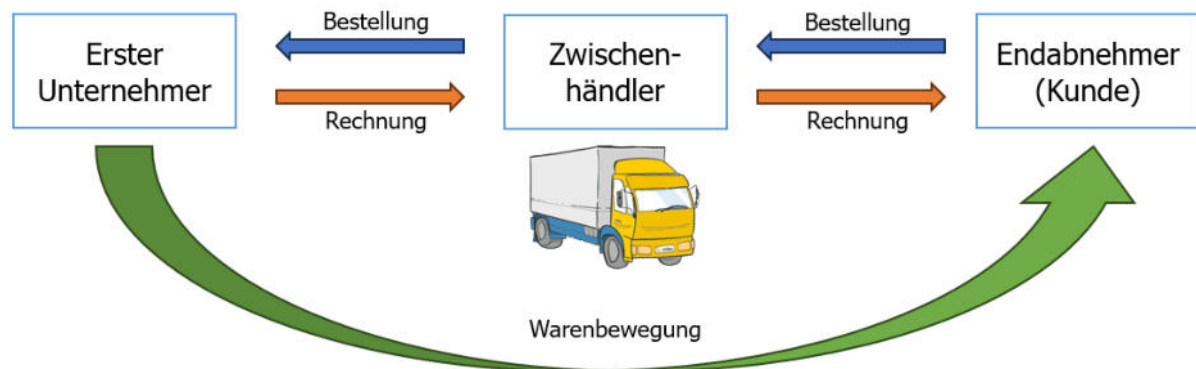 Erster
Unternehmer
Bestellung
Rechnung
Zwischen-
händler
Bestellung
Rechnung
Endabnehmer
(Kunde)
Warenbewegung